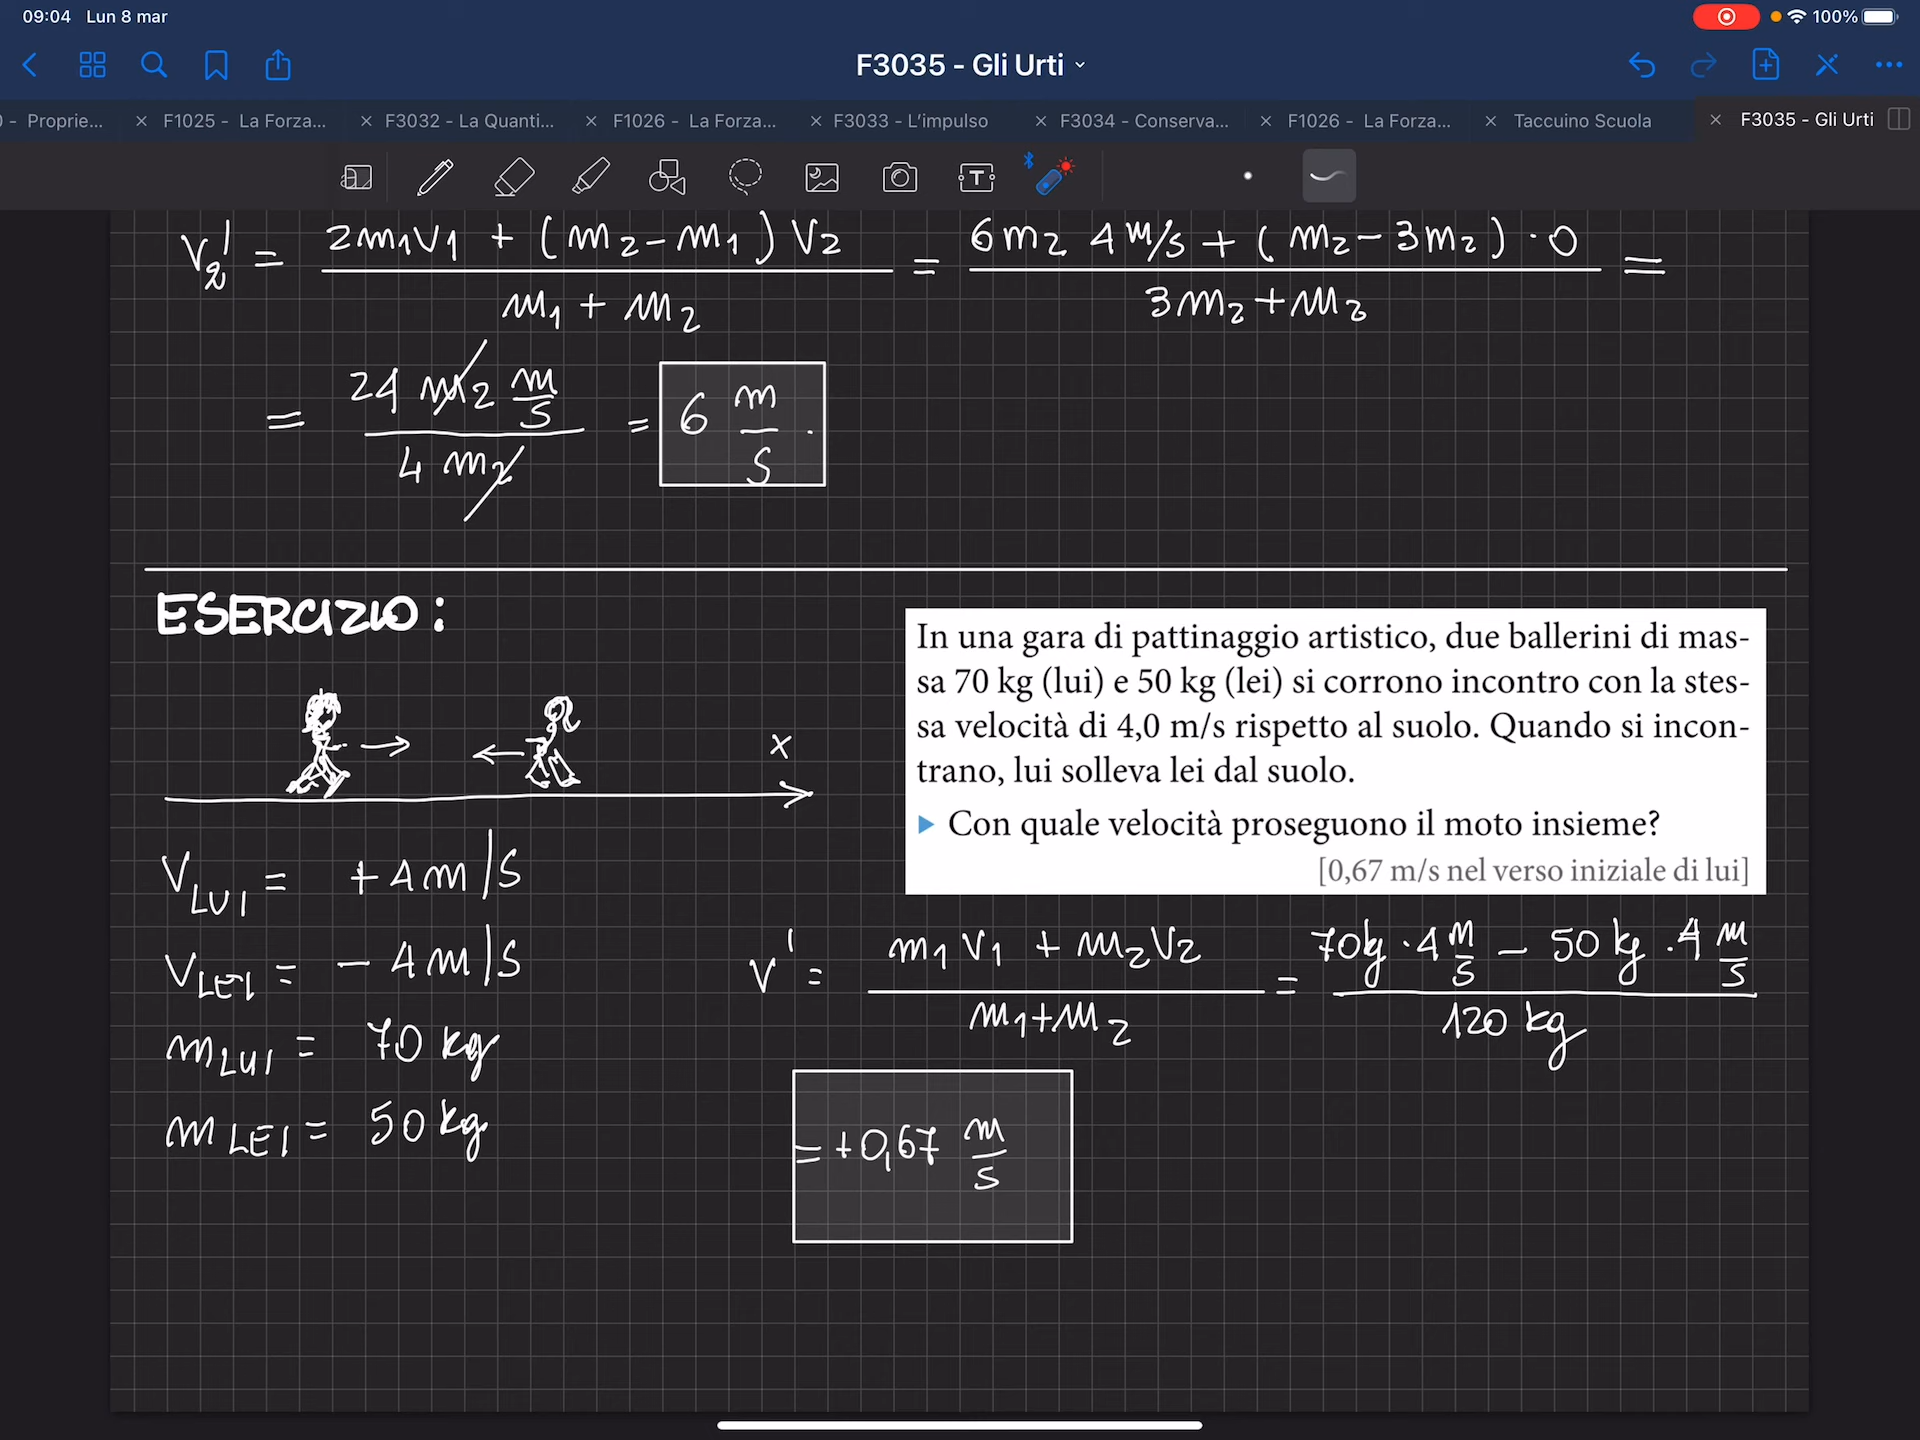 09:04 Lun 8 mar 100%
F3035 - Gli Urti
Proprie... F1025 - La Forza... F3032 - La Quanti... F1026 - La Forza... F3033 - L'impulso F3034 - Conserva... F1026 - La Forza... Taccuino Scuola F3035 - Gli Urti
T
V₂' = 2m₁v₁ + (m₂-m₁) v₂ / m₁ + m₂ = 6m₂ 4 m/s + (m₂-3m₂) · 0 / 3m₂+m₂ =
= 24 m₂ m/s / 4 m₂ = 6 m/s .
ESERCIZIO:
In una gara di pattinaggio artistico, due ballerini di mas-
sa 70 kg (lui) e 50 kg (lei) si corrono incontro con la stes-
sa velocità di 4,0 m/s rispetto al suolo. Quando si incon-
trano, lui solleva lei dal suolo.
Con quale velocità proseguono il moto insieme?
[0,67 m/s nel verso iniziale di lui]
x
V LUI = +4 m/s
V LEI = - 4 m/s
m LUI = 70 kg
m LEI = 50 kg
v' = m₁v₁ + m₂v₂ / m₁+m₂ = 70kg · 4 m/s - 50 kg · 4 m/s / 120 kg
= +0,67 m/s